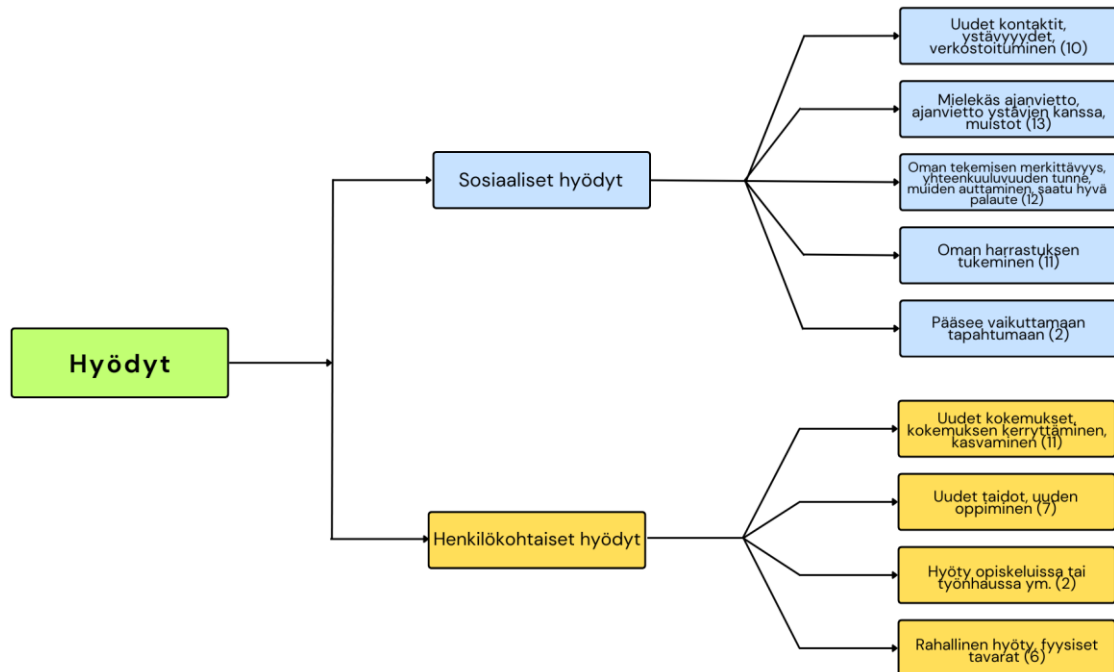 Hyödyt
Sosiaaliset hyödyt
Uudet kontaktit,
ystävyyydet,
verkostoituminen (10)
Mielekäs ajanvietto,
ajanvietto ystävien kanssa,
muistot (13)
Oman tekemisen merkittävyys,
yhteenkuuluvuuden tunne,
muiden auttaminen, saatu hyvä
palaute (12)
Oman harrastuksen
tukeminen (11)
Pääsee vaikuttamaan
tapahtumaan (2)
Henkilökohtaiset hyödyt
Uudet kokemukset,
kokemuksen kerryttäminen,
kasvaminen (11)
Uudet taidot, uuden
oppiminen (7)
Hyöty opiskeluissa tai
työnhaussa ym. (2)
Rahallinen hyöty, fyysiset
tavarat (6)